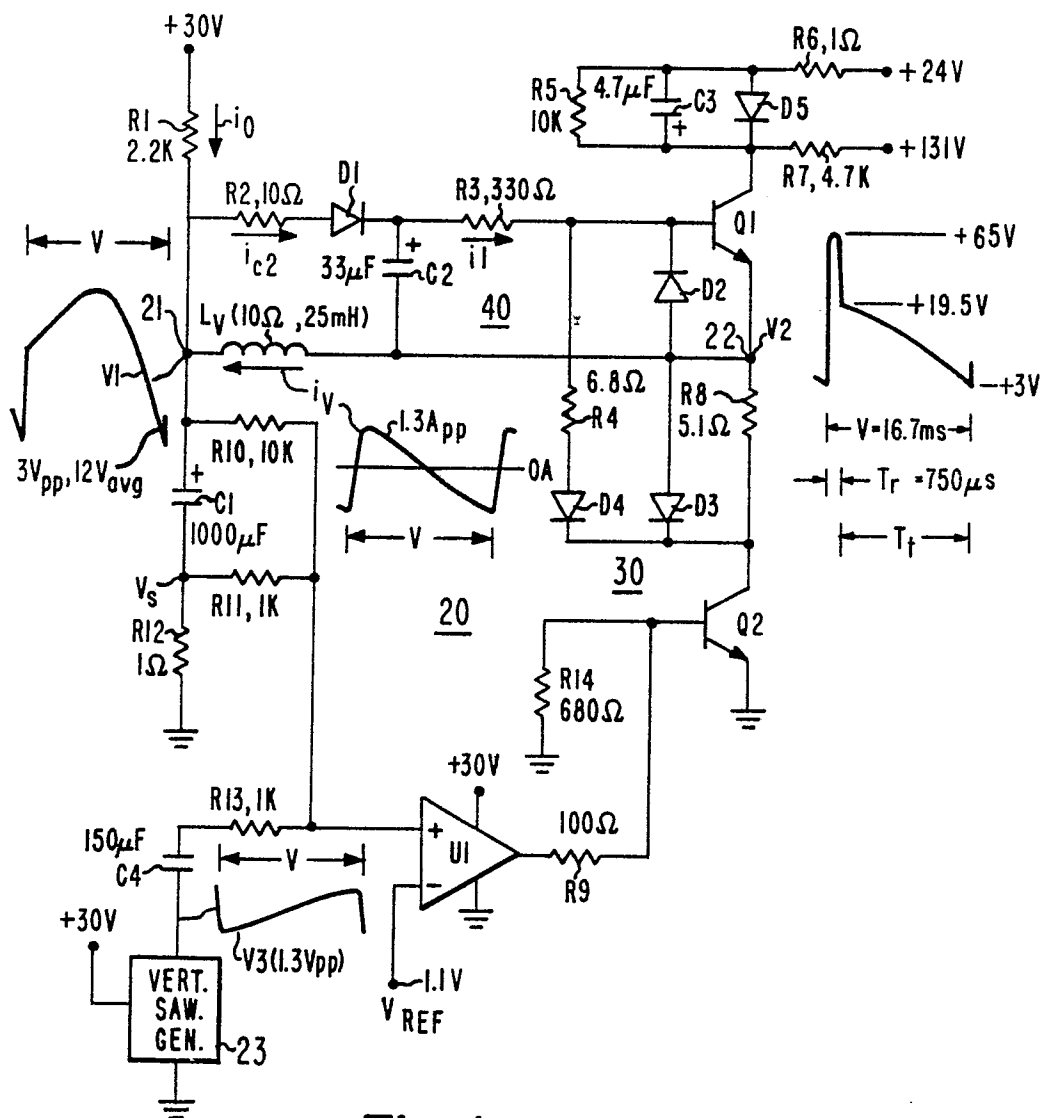 +30V
R1
2.2K
i0
R2, 10Ω
D1
ic2
33µF
C2
R3, 330Ω
i1
R5
10K
4.7µF
C3
+
R6, 1Ω
+24V
D5
+131V
R7, 4.7K
Q1
V
21
V1
LV (10Ω, 25mH)
40
D2
22
V2
+65V
+19.5V
+3V
V=16.7ms
Tr =750µs
Tt
3Vpp, 12Vavg
iV
1.3App
0A
V
R10, 10K
+
C1
1000µF
6.8Ω
R4
R8
5.1Ω
D4
D3
30
Vs
R11, 1K
20
R12
1Ω
Q2
R14
680Ω
+30V
R13, 1K
150µF
C4
V
+
U1
-
100Ω
R9
V3(1.3Vpp)
+30V
VERT.
SAW.
GEN.
23
1.1V
VREF